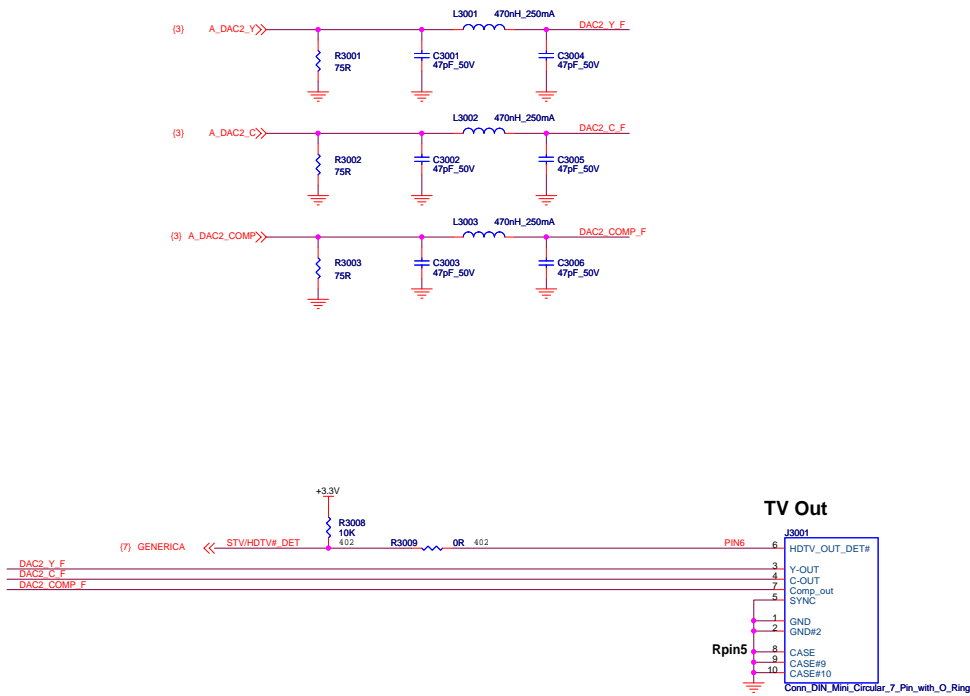 L3001 470nH_250mA
{3} A_DAC2_Y DAC2_Y_F
R3001 75R
C3001 47pF_50V
C3004 47pF_50V
L3002 470nH_250mA
{3} A_DAC2_C DAC2_C_F
R3002 75R
C3002 47pF_50V
C3005 47pF_50V
L3003 470nH_250mA
{3} A_DAC2_COMP DAC2_COMP_F
R3003 75R
C3003 47pF_50V
C3006 47pF_50V
+3.3V
TV Out
R3008
10K
402
J3001
{7} GENERICA STV/HDTV#_DET R3009 0R 402 PIN6 6 HDTV_OUT_DET#
DAC2_Y_F 3 Y-OUT
DAC2_C_F 4 C-OUT
DAC2_COMP_F 7 Comp_out
5 SYNC
1 GND
2 GND#2
Rpin5
8 CASE
9 CASE#9
10 CASE#10
Conn_DIN_Mini_Circular_7_Pin_with_O_Ring